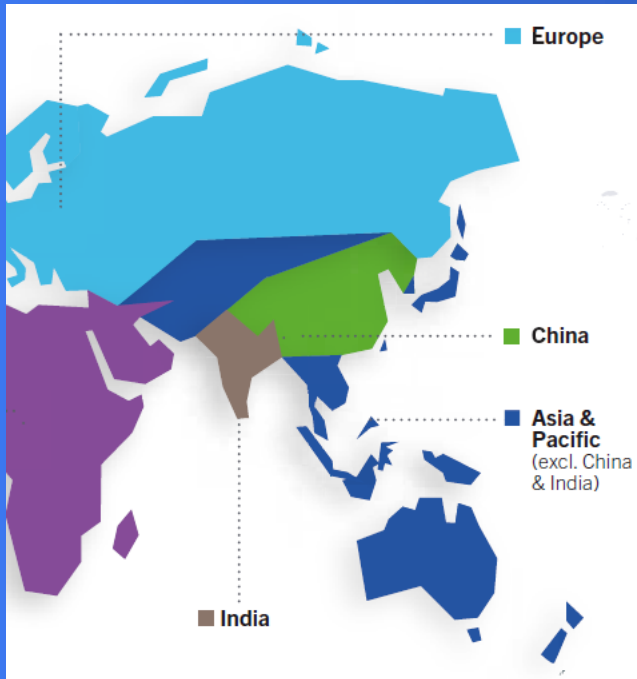 Europe
China
Asia &
Pacific
(excl. China
& India)
India